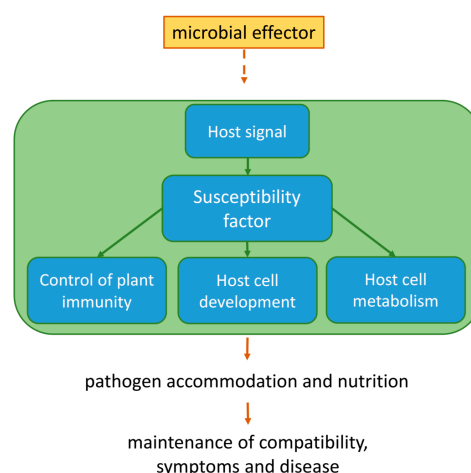 microbial effector
Host signal
Susceptibility
factor
Control of plant
immunity
Host cell
development
Host cell
metabolism
pathogen accommodation and nutrition
maintenance of compatibility,
symptoms and disease